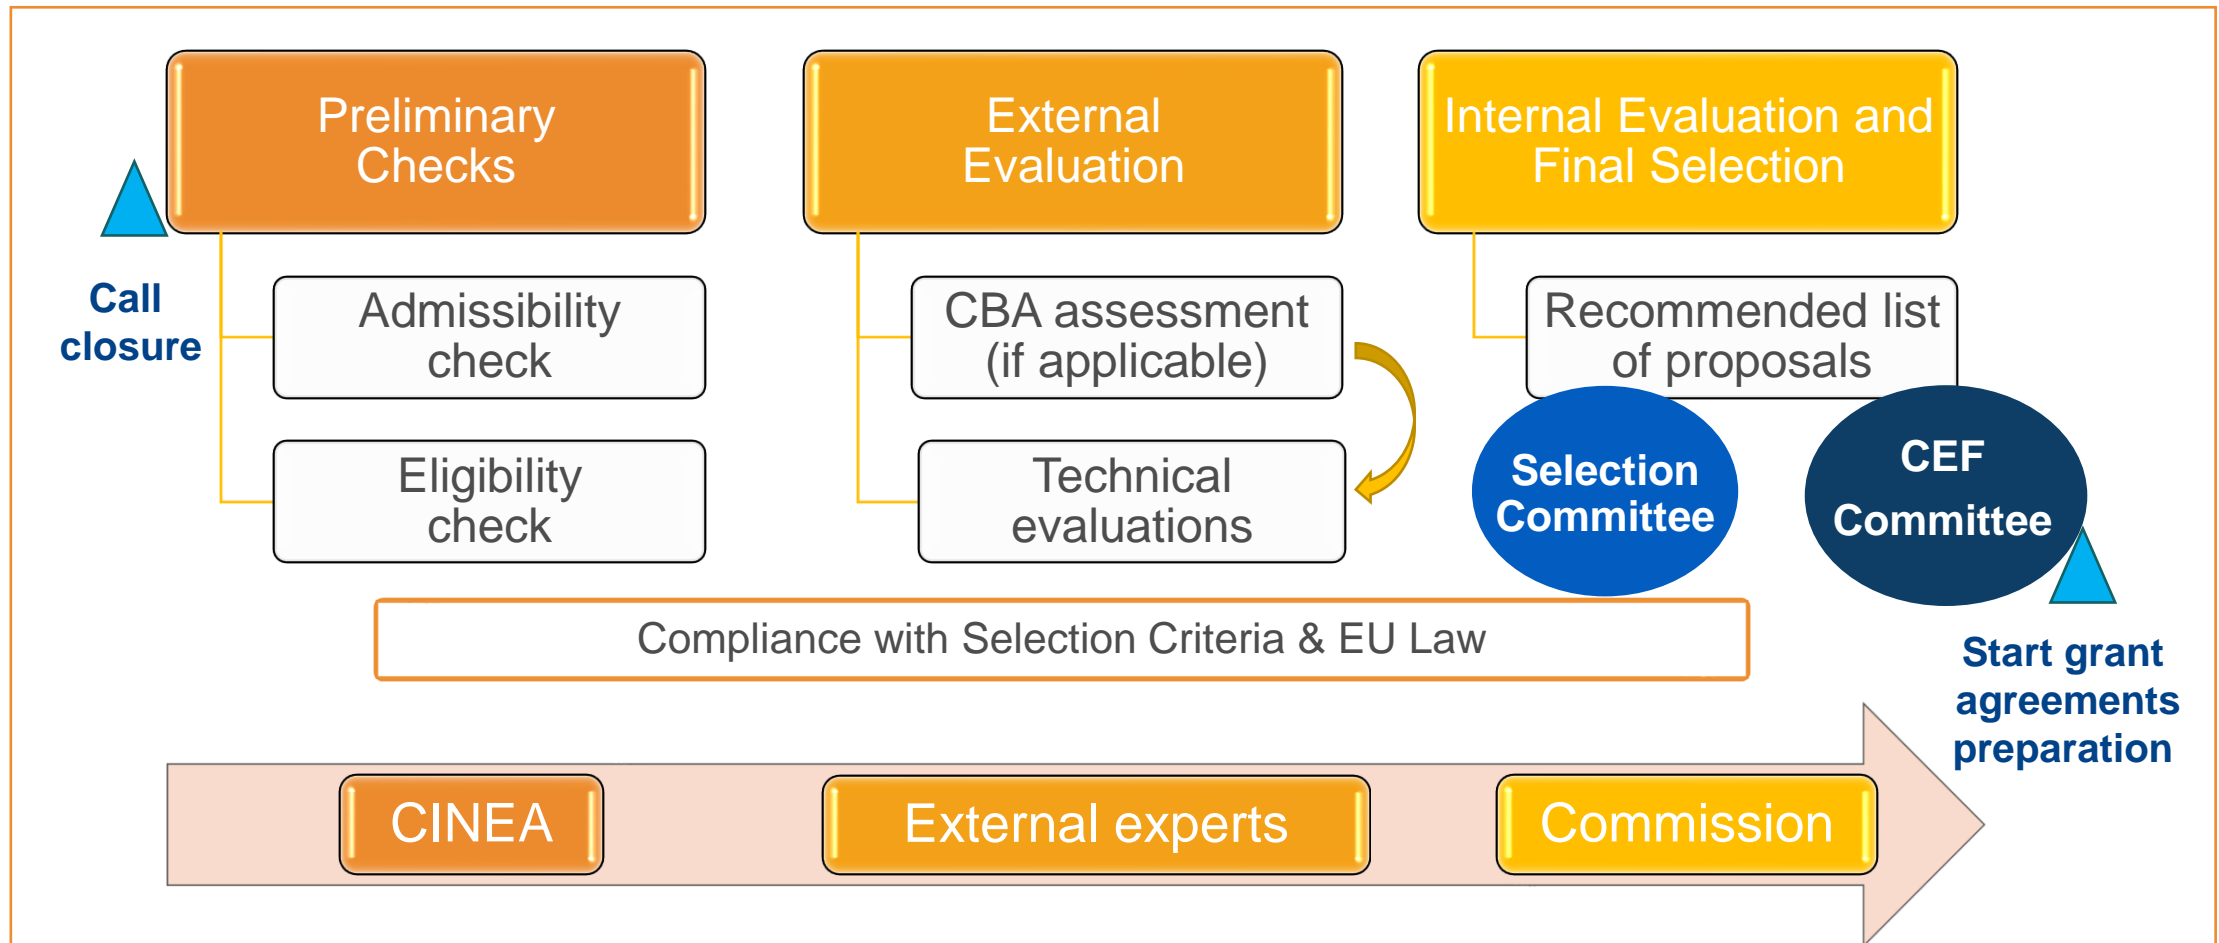 Preliminary
Checks
External
Evaluation
Internal Evaluation and
Final Selection
Call
closure
Admissibility
check
Eligibility
check
CBA assessment
(if applicable)
Technical
evaluations
Recommended list
of proposals
Selection
Committee
CEF
Committee
Compliance with Selection Criteria & EU Law
Start grant
agreements
preparation
CINEA
External experts
Commission